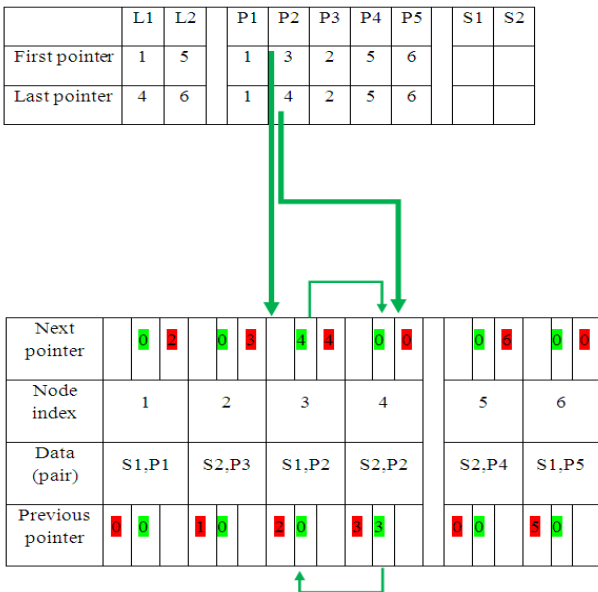 L1 L2 P1 P2 P3 P4 P5 S1 S2
First pointer 1 5 1 3 2 5 6
Last pointer 4 6 1 4 2 5 6
Next pointer 0 2 0 3 4 4 0 0 0 6 0 0
Node index 1 2 3 4 5 6
Data (pair) S1,P1 S2,P3 S1,P2 S2,P2 S2,P4 S1,P5
Previous pointer 0 0 1 0 2 0 3 3 0 0 5 0